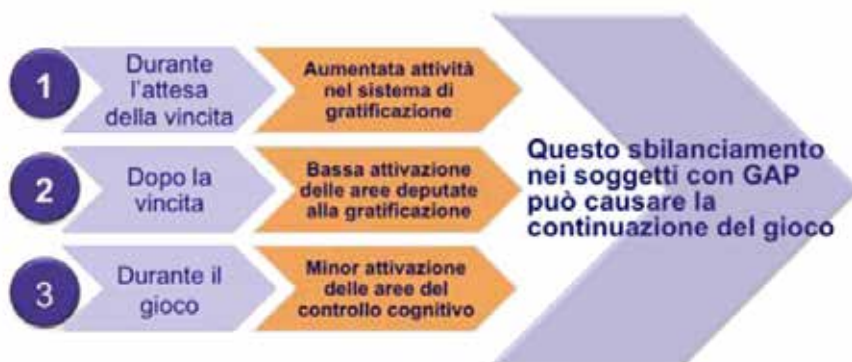 1
Durante
l'attesa
della vincita
Aumentata attività
nel sistema di
gratificazione
2
Dopo la
vincita
Bassa attivazione
delle aree deputate
alla gratificazione
3
Durante il
gioco
Minor attivazione
delle aree del
controllo cognitivo
Questo sbilanciamento
nei soggetti con GAP
può causare la
continuazione del gioco